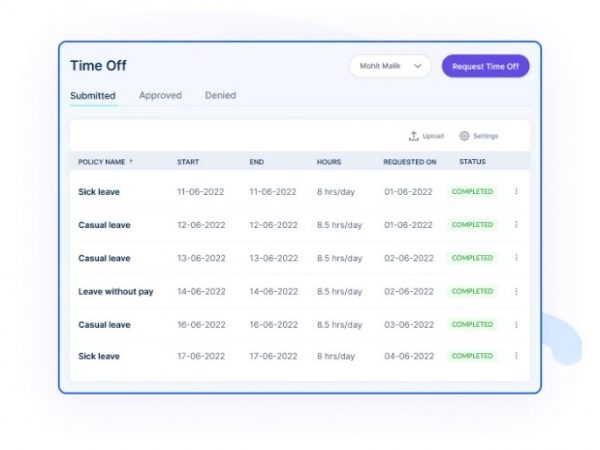 Time Off
Mohit Malik
Request Time Off
Submitted Approved Denied
Upload Settings
POLICY NAME ↑ START END HOURS REQUESTED ON STATUS
Sick leave 11-06-2022 11-06-2022 8 hrs/day 01-06-2022 COMPLETED
Casual leave 12-06-2022 12-06-2022 8.5 hrs/day 01-06-2022 COMPLETED
Casual leave 13-06-2022 13-06-2022 8.5 hrs/day 02-06-2022 COMPLETED
Leave without pay 14-06-2022 14-06-2022 8.5 hrs/day 02-06-2022 COMPLETED
Casual leave 16-06-2022 16-06-2022 8.5 hrs/day 03-06-2022 COMPLETED
Sick leave 17-06-2022 17-06-2022 8 hrs/day 04-06-2022 COMPLETED